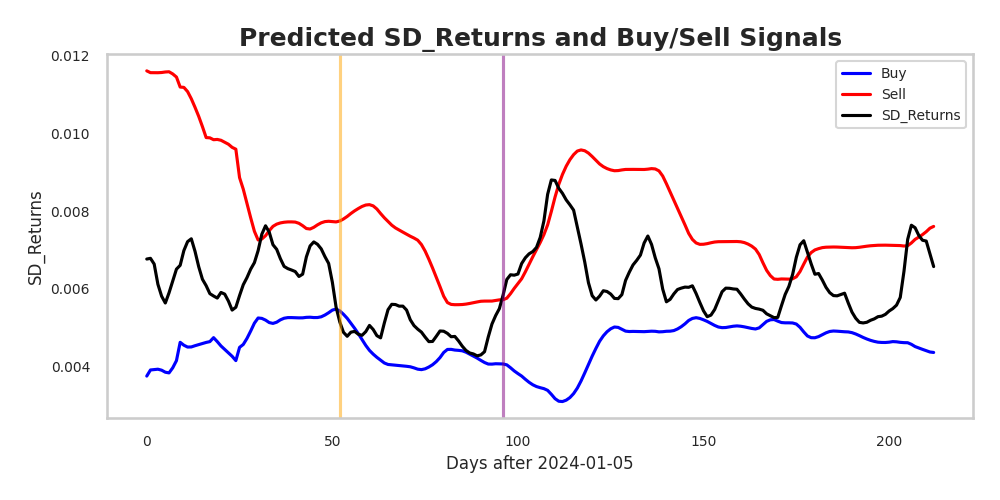 Predicted SD_Returns and Buy/Sell Signals
SD_Returns
0.012
0.010
0.008
0.006
0.004
Buy
Sell
SD_Returns
0
50
100
150
200
Days after 2024-01-05